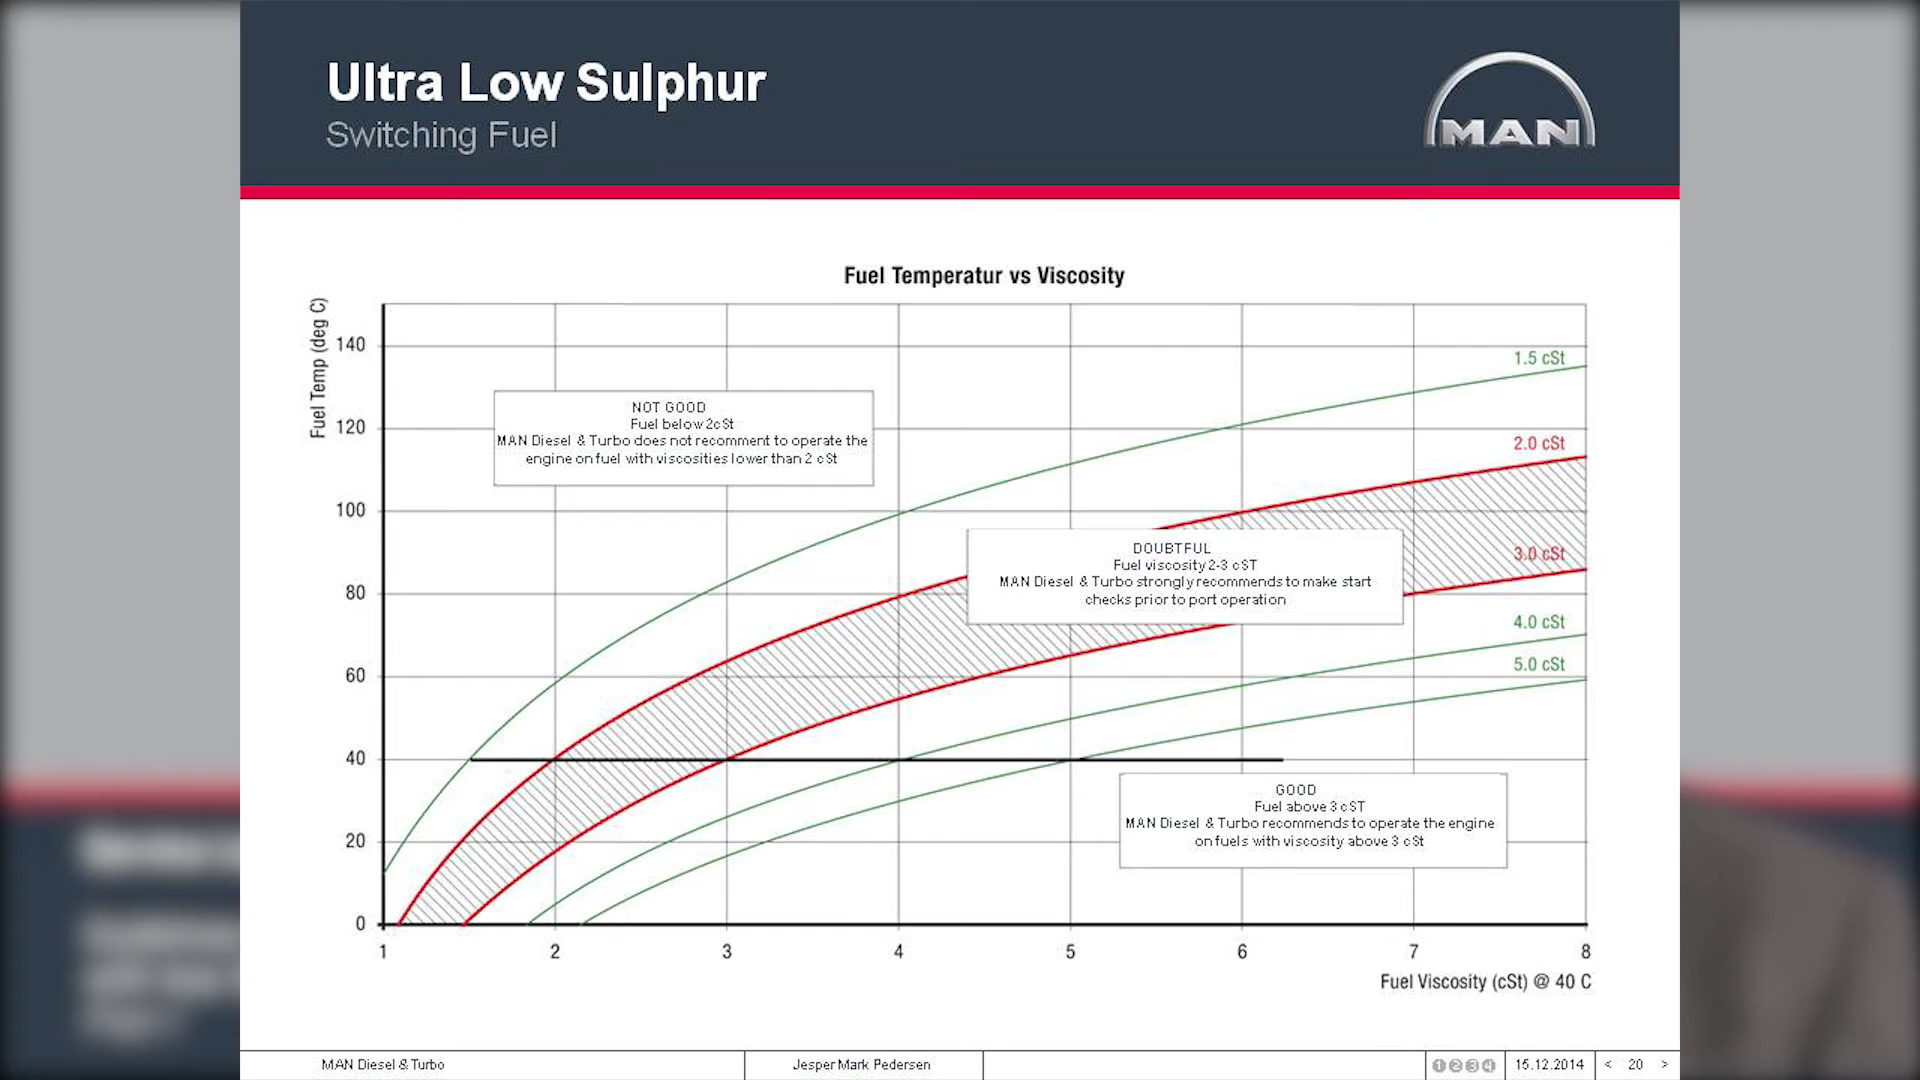 Ultra Low Sulphur
Switching Fuel
MAN
Fuel Temperatur vs Viscosity
Fuel Temp (deg C)
140
120
100
80
60
40
20
0
1 2 3 4 5 6 7 8
Fuel Viscosity (cSt) @ 40 C
1.5 cSt
2.0 cSt
3.0 cSt
4.0 cSt
5.0 cSt
NOT GOOD
Fuel below 2cSt
MAN Diesel & Turbo does not recomment to operate the
engine on fuel with viscosities lower than 2 cSt
DOUBTFUL
Fuel viscosity 2-3 cST
MAN Diesel & Turbo strongly recommends to make start
checks prior to port operation
GOOD
Fuel above 3 cST
MAN Diesel & Turbo recommends to operate the engine
on fuels with viscosity above 3 cSt
MAN Diesel & Turbo
Jesper Mark Pedersen
1 2 3 4
15.12.2014
< 20 >